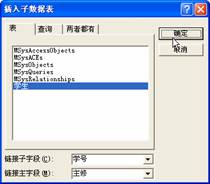 插入子数据表
表 查询 两者都有
确定
取消
MSysAccessObjects
MSysACEs
MSysObjects
MSysQueries
MSysRelationships
学生
链接子字段(C): 学号
链接主字段(M): 主修